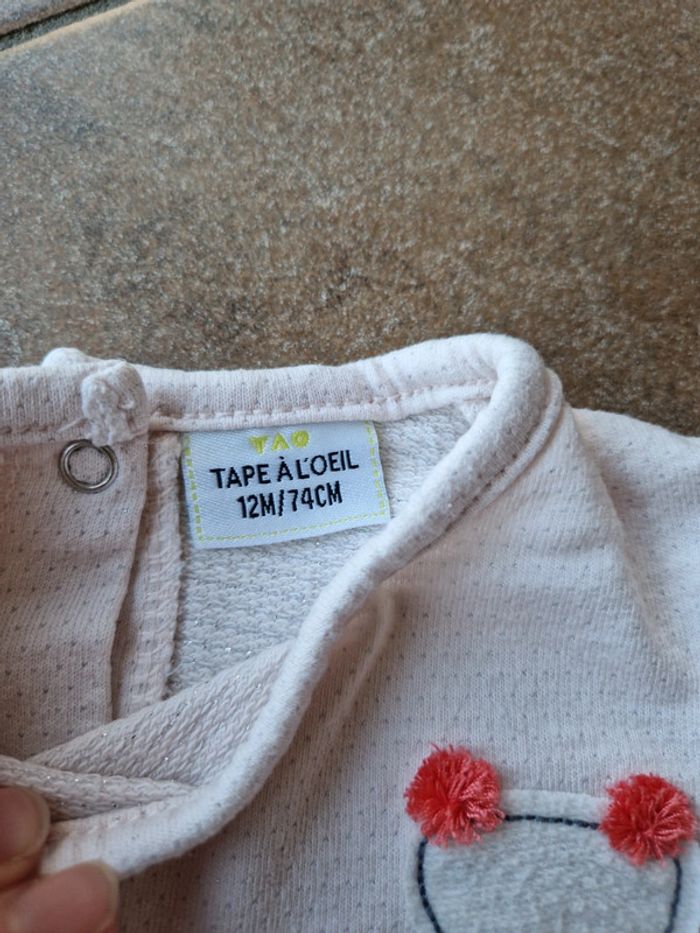 TAO
TAPE À L'OEIL
12M/74CM